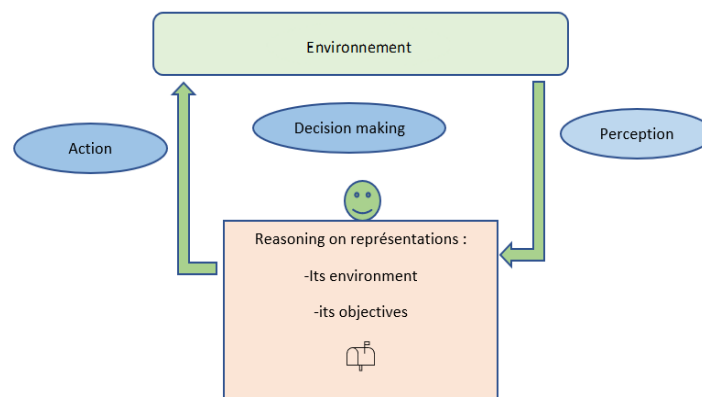 Environnement
Decision making
Action
Perception
Reasoning on représentations :
-Its environment
-its objectives